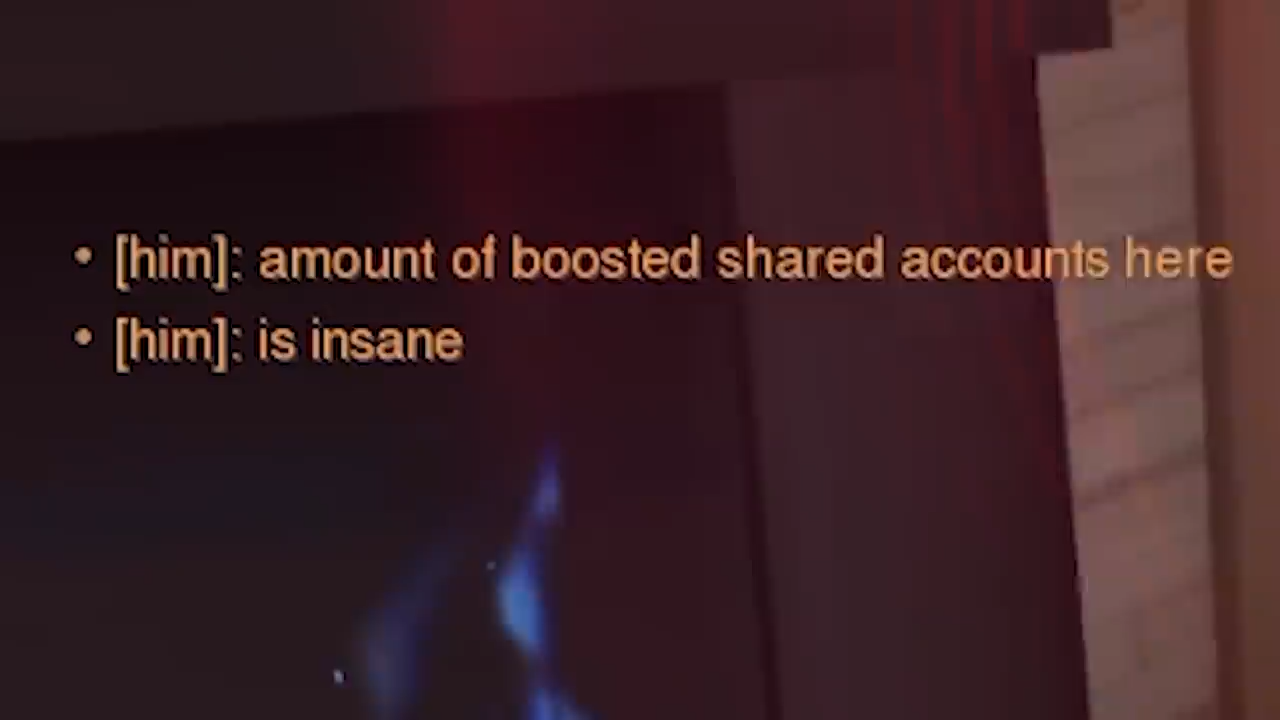 • [him]: amount of boosted shared accounts here
• [him]: is insane